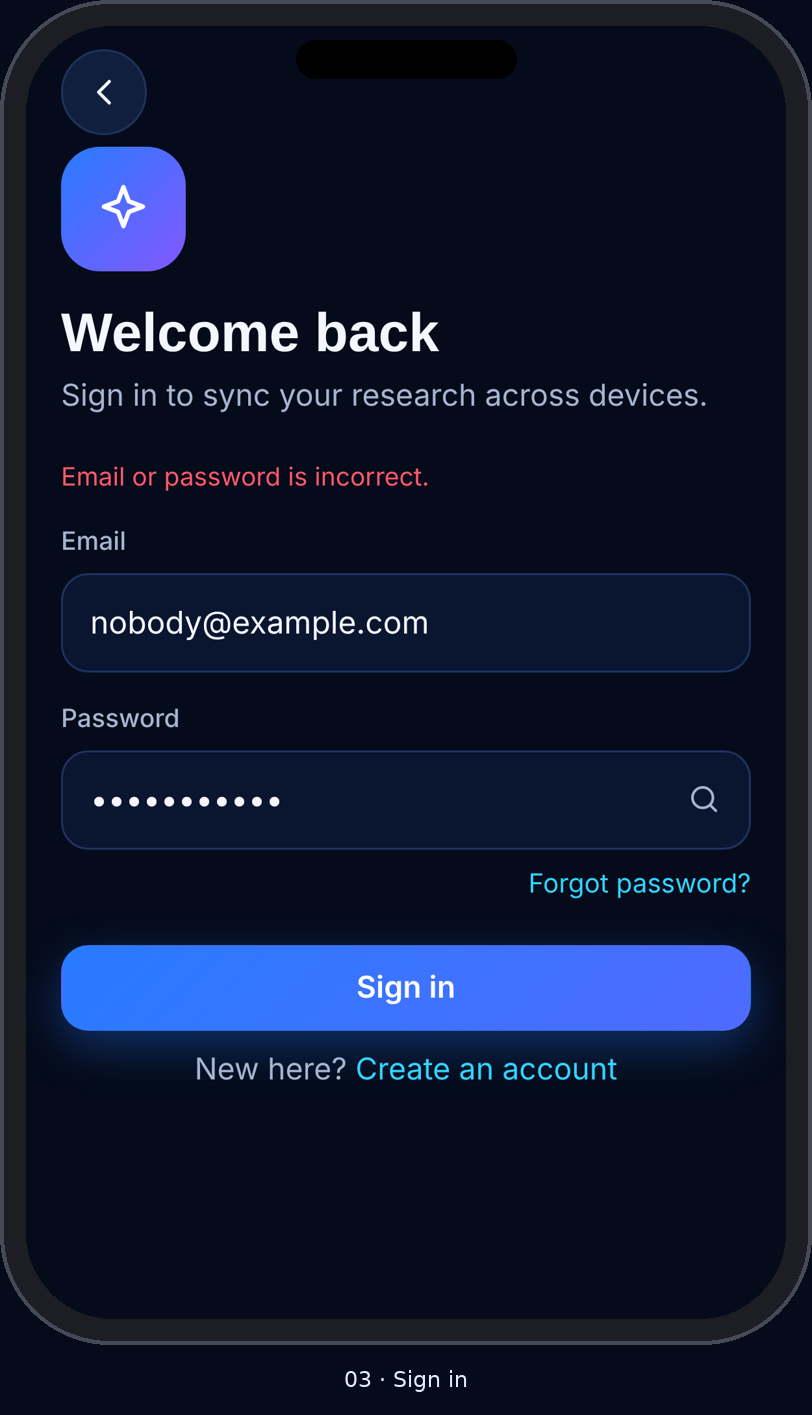 Welcome back
Sign in to sync your research across devices.
Email or password is incorrect.
Email
nobody@example.com
Password
•••••••••••
Forgot password?
Sign in
New here? Create an account
03 · Sign in